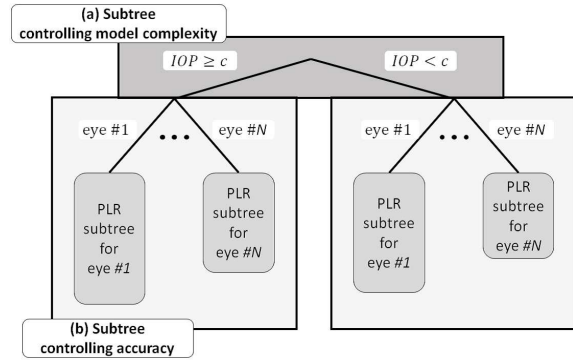 (a) Subtree
controlling model complexity
IOP ≥ c
IOP < c
eye #1
• • •
eye #N
eye #1
• • •
eye #N
PLR
subtree
for
eye #1
PLR
subtree
for
eye #N
PLR
subtree
for
eye #1
PLR
subtree
for
eye #N
(b) Subtree
controlling accuracy